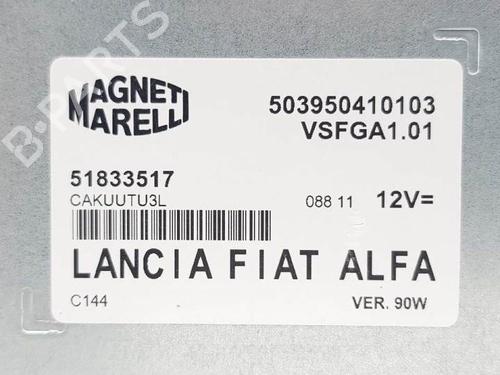 MAGNETI
MARELLI
503950410103
VSFGA1.01
51833517
CAKUUTU3L
088 11 12V=
LANCIA FIAT ALFA
C144
VER. 90W
B-PARTS